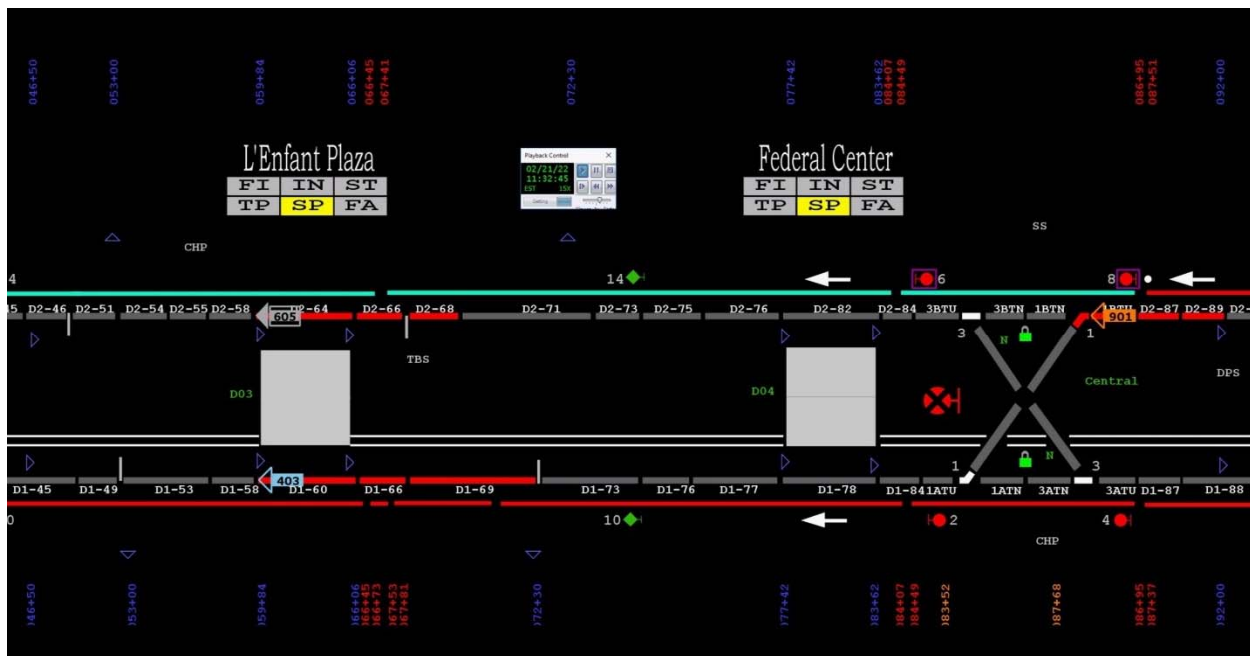 046+50 053+00 059+84 066+06 066+45 067+41 072+30 077+42 083+62 084+07 084+49 086+95 087+51 092+00
L'Enfant Plaza
FI IN ST
TP SP FA
Playback Control
02/21/22
11:32:45
EST 15X
Setting
Federal Center
FI IN ST
TP SP FA
SS
CHP
4 14 6 8
D2-46 D2-51 D2-54 D2-55 D2-58 D2-64 D2-66 D2-68 D2-71 D2-73 D2-75 D2-76 D2-82 D2-84 3BTU 3BTN 1BTN 1BTU D2-87 D2-89
605 901
3 N 1
TBS
D03 D04 Central DPS
1 N 3
403
D1-45 D1-49 D1-53 D1-58 D1-60 D1-66 D1-69 D1-73 D1-76 D1-77 D1-78 D1-84 1ATU 1ATN 3ATN 3ATU D1-87 D1-88
0 10 2 4
CHP
046+50 053+00 059+84 066+06 066+45 066+73 067+53 067+81 072+30 077+42 083+62 084+07 084+49 083+52 087+68 086+95 087+37 092+00